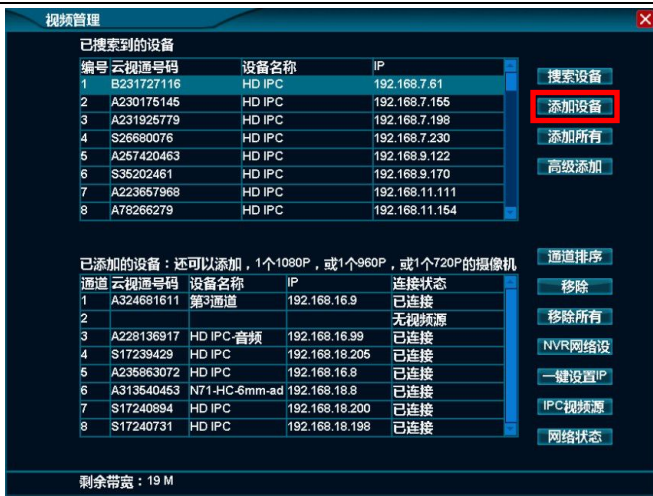 视频管理
已搜索到的设备
编号 云视通号码 设备名称 IP
1 B231727116 HD IPC 192.168.7.61
2 A230175145 HD IPC 192.168.7.155
3 A231925779 HD IPC 192.168.7.198
4 S26680076 HD IPC 192.168.7.230
5 A257420463 HD IPC 192.168.9.122
6 S35202461 HD IPC 192.168.9.170
7 A223657968 HD IPC 192.168.11.111
8 A78266279 HD IPC 192.168.11.154
搜索设备
添加设备
添加所有
高级添加
已添加的设备：还可以添加，1个1080P，或1个960P，或1个720P的摄像机
通道 云视通号码 设备名称 IP 连接状态
1 A324681611 第3通道 192.168.16.9 已连接
2 无视频源
3 A228136917 HD IPC-音频 192.168.16.99 已连接
4 S17239429 HD IPC 192.168.18.205 已连接
5 A235863072 HD IPC 192.168.16.8 已连接
6 A313540453 N71-HC-6mm-ad 192.168.18.8 已连接
7 S17240894 HD IPC 192.168.18.200 已连接
8 S17240731 HD IPC 192.168.18.198 已连接
通道排序
移除
移除所有
NVR网络设
一键设置IP
IPC视频源
网络状态
剩余带宽：19 M